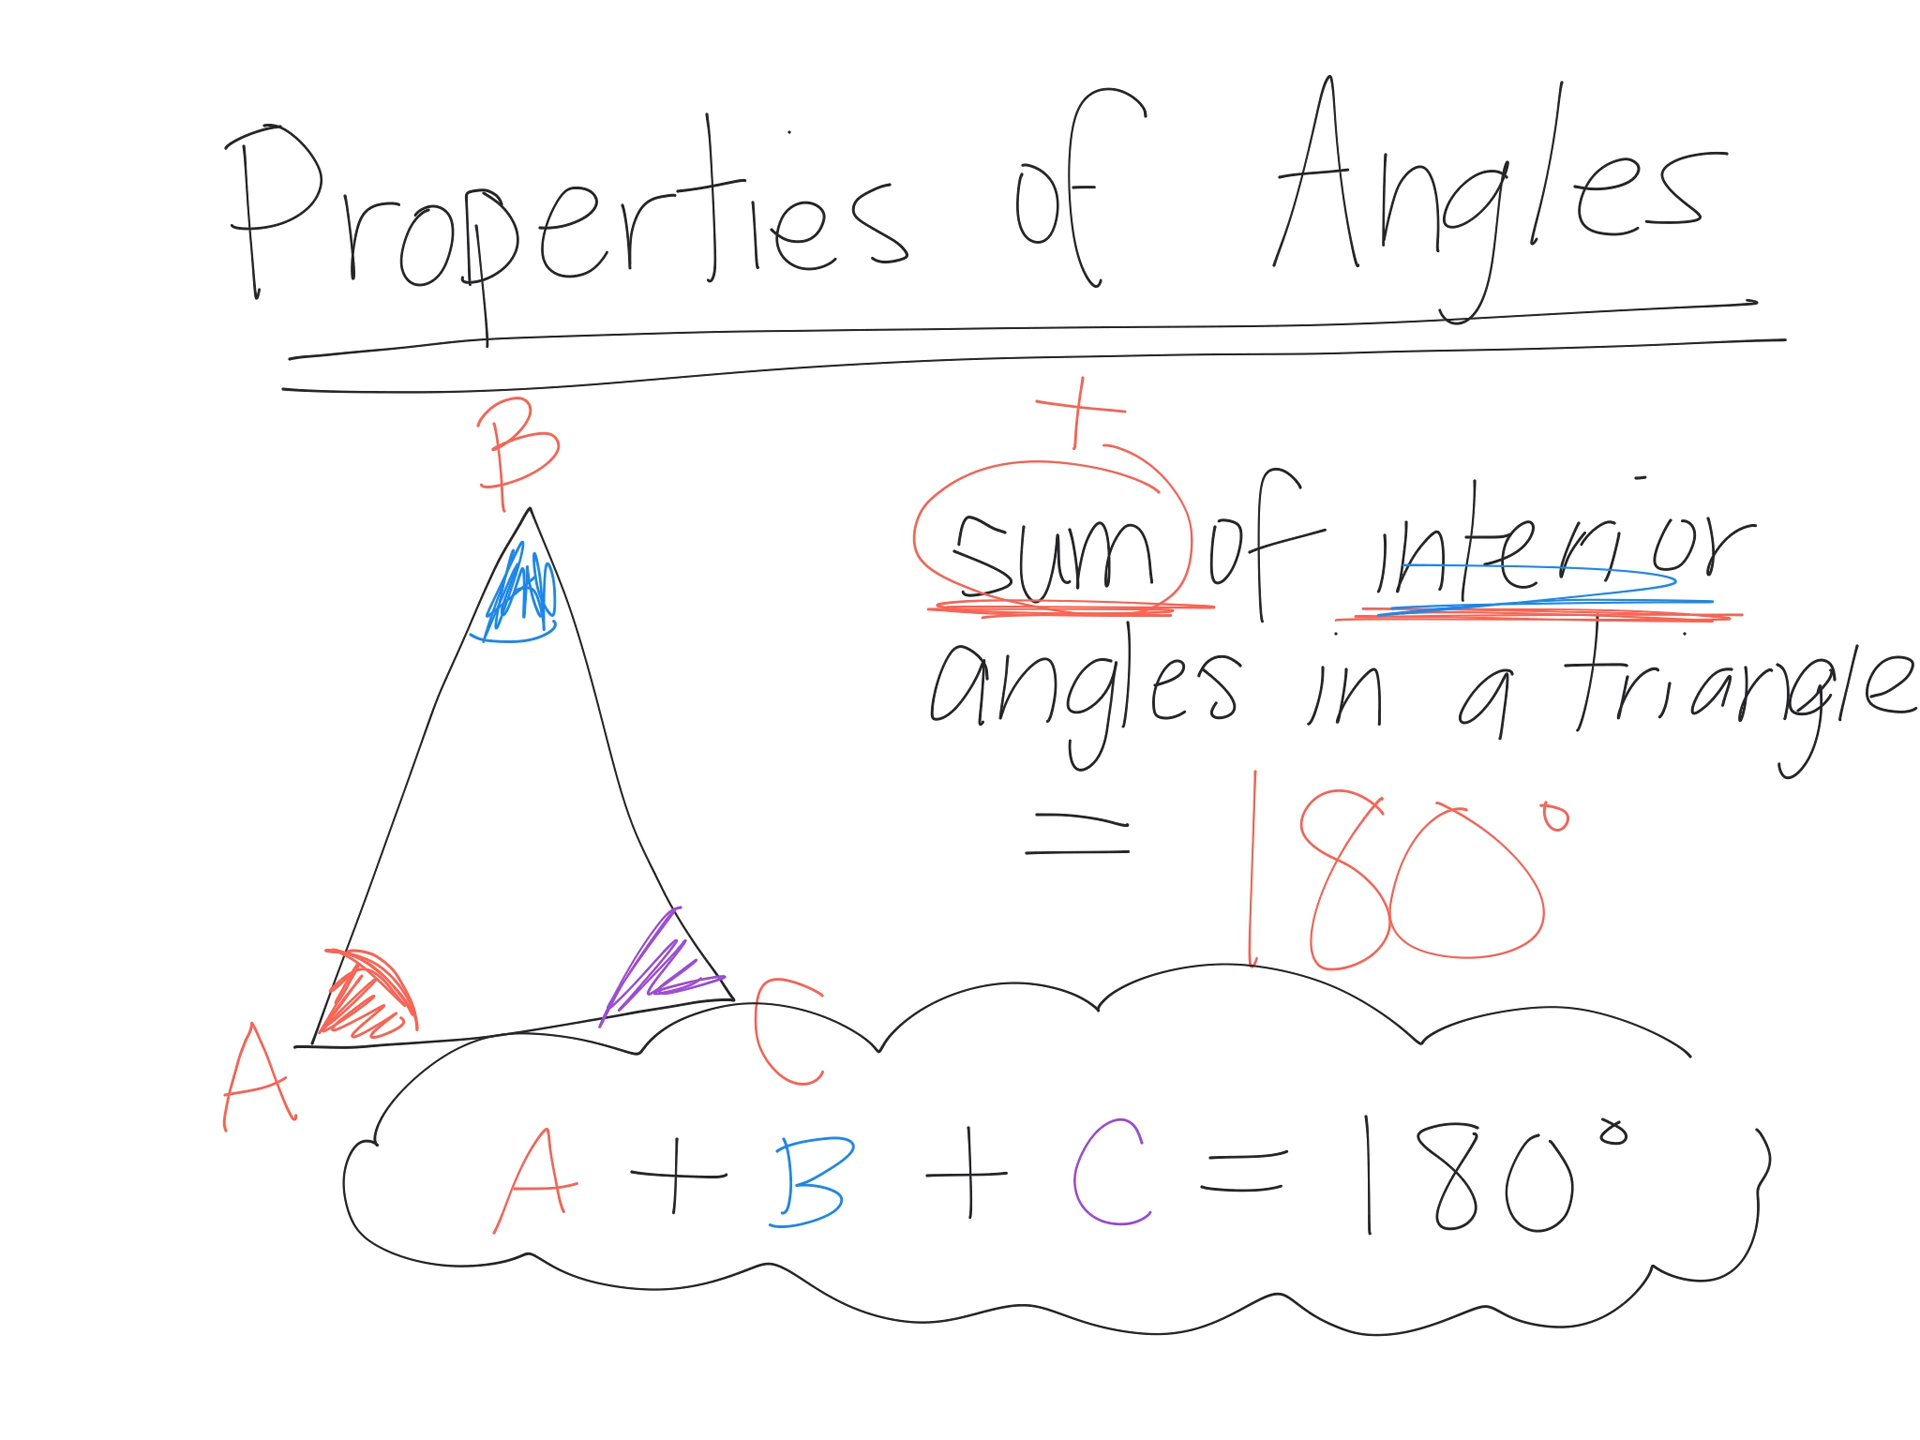 Properties of Angles
B
+
sum of interior
angles in a triangle
= 180°
A
C
A + B + C = 180°